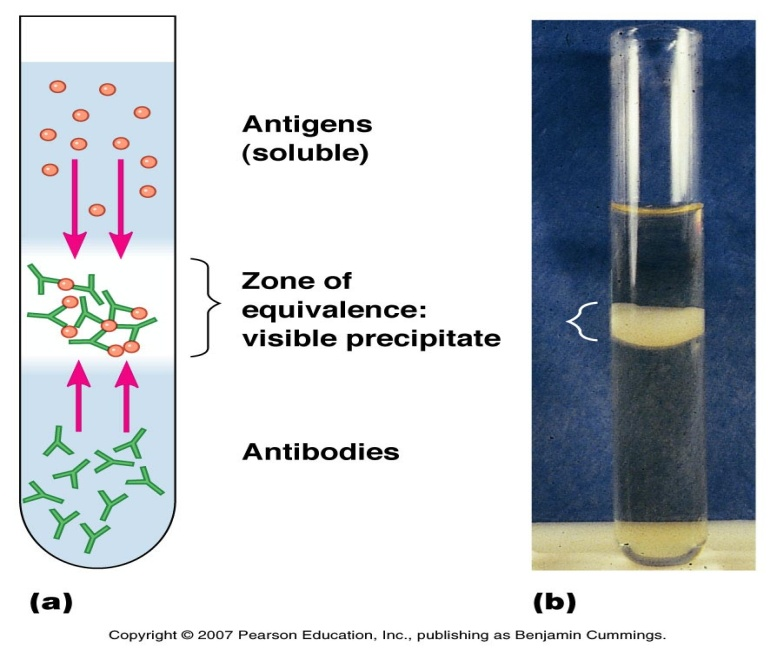 Antigens
(soluble)
Zone of
equivalence:
visible precipitate
Antibodies
(a)
(b)
Copyright © 2007 Pearson Education, Inc., publishing as Benjamin Cummings.